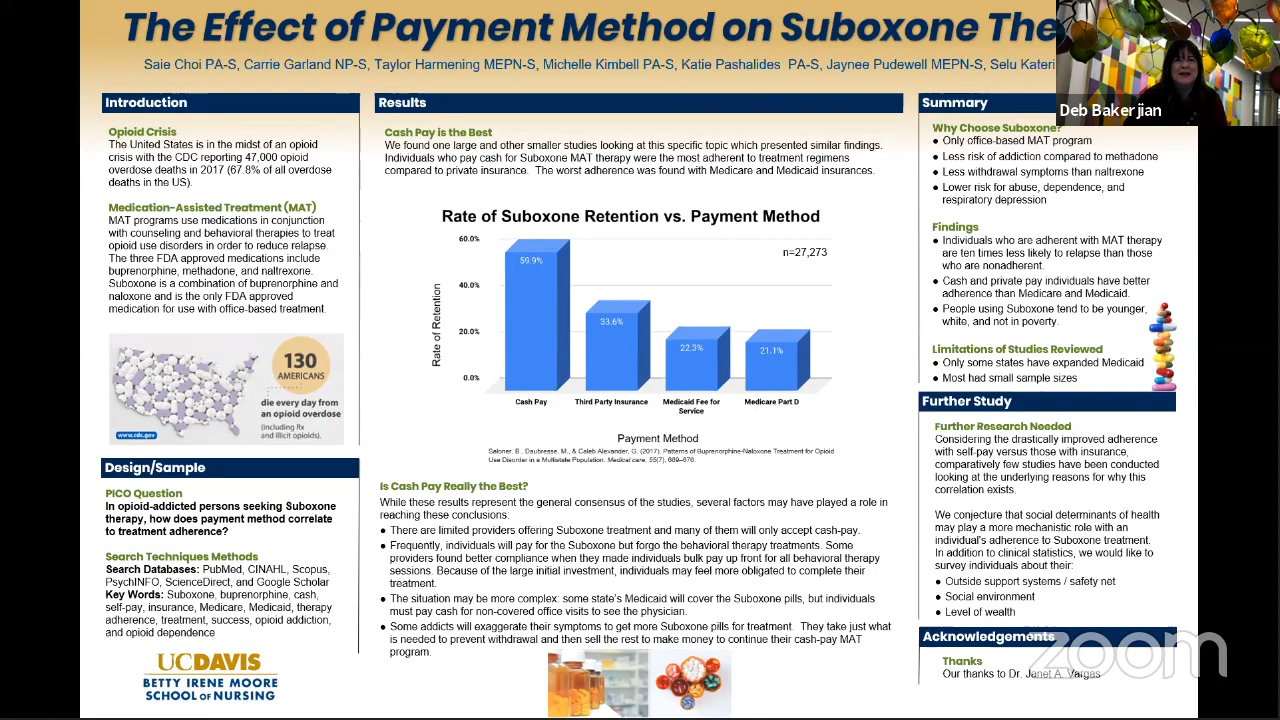 The Effect of Payment Method on Suboxone The
Saie Choi PA-S, Carrie Garland NP-S, Taylor Harmening MEPN-S, Michelle Kimbell PA-S, Katie Pashalides PA-S, Jaynee Pudewell MEPN-S, Selu Kateri
Deb Bakerjian
Introduction
Opioid Crisis
The United States is in the midst of an opioid
crisis with the CDC reporting 47,000 opioid
overdose deaths in 2017 (67.8% of all overdose
deaths in the US).
Medication-Assisted Treatment (MAT)
MAT programs use medications in conjunction
with counseling and behavioral therapies to treat
opioid use disorders in order to reduce relapse.
The three FDA approved medications include
buprenorphine, methadone, and naltrexone.
Suboxone is a combination of buprenorphine and
naloxone and is the only FDA approved
medication for use with office-based treatment.
130
AMERICANS
die every day from
an opioid overdose
(including Rx
and illicit opioids).
www.cdc.gov
Design/Sample
PICO Question
In opioid-addicted persons seeking Suboxone
therapy, how does payment method correlate
to treatment adherence?
Search Techniques Methods
Search Databases: PubMed, CINAHL, Scopus,
PsychINFO, ScienceDirect, and Google Scholar
Key Words: Suboxone, buprenorphine, cash,
self-pay, insurance, Medicare, Medicaid, therapy
adherence, treatment, success, opioid addiction,
and opioid dependence
UCDAVIS
BETTY IRENE MOORE
SCHOOL OF NURSING
Results
Cash Pay is the Best
We found one large and other smaller studies looking at this specific topic which presented similar findings.
Individuals who pay cash for Suboxone MAT therapy were the most adherent to treatment regimens
compared to private insurance. The worst adherence was found with Medicare and Medicaid insurances.
Rate of Suboxone Retention vs. Payment Method
n=27,273
Rate of Retention
60.0%
40.0%
20.0%
0.0%
59.9%
33.6%
22.3%
21.1%
Cash Pay
Third Party Insurance
Medicaid Fee for
Service
Medicare Part D
Payment Method
Saloner, B., Daubresse, M., & Caleb Alexander, G. (2017). Patterns of Buprenorphine-Naloxone Treatment for Opioid
Use Disorder in a Multistate Population. Medical care, 55(7), 669–676.
Is Cash Pay Really the Best?
While these results represent the general consensus of the studies, several factors may have played a role in
reaching these conclusions:
● There are limited providers offering Suboxone treatment and many of them will only accept cash-pay.
● Frequently, individuals will pay for the Suboxone but forgo the behavioral therapy treatments. Some
providers found better compliance when they made individuals bulk pay up front for all behavioral therapy
sessions. Because of the large initial investment, individuals may feel more obligated to complete their
treatment.
● The situation may be more complex: some state's Medicaid will cover the Suboxone pills, but individuals
must pay cash for non-covered office visits to see the physician.
● Some addicts will exaggerate their symptoms to get more Suboxone pills for treatment. They take just what
is needed to prevent withdrawal and then sell the rest to make money to continue their cash-pay MAT
program.
Summary
Why Choose Suboxone?
● Only office-based MAT program
● Less risk of addiction compared to methadone
● Less withdrawal symptoms than naltrexone
● Lower risk for abuse, dependence, and
respiratory depression
Findings
● Individuals who are adherent with MAT therapy
are ten times less likely to relapse than those
who are nonadherent.
● Cash and private pay individuals have better
adherence than Medicare and Medicaid.
● People using Suboxone tend to be younger,
white, and not in poverty.
Limitations of Studies Reviewed
● Only some states have expanded Medicaid
● Most had small sample sizes
Further Study
Further Research Needed
Considering the drastically improved adherence
with self-pay versus those with insurance,
comparatively few studies have been conducted
looking at the underlying reasons for why this
correlation exists.
We conjecture that social determinants of health
may play a more mechanistic role with an
individual's adherence to Suboxone treatment.
In addition to clinical statistics, we would like to
survey individuals about their:
● Outside support systems / safety net
● Social environment
● Level of wealth
Acknowledgements
Thanks
Our thanks to Dr. Janet A. Vargas
zoom